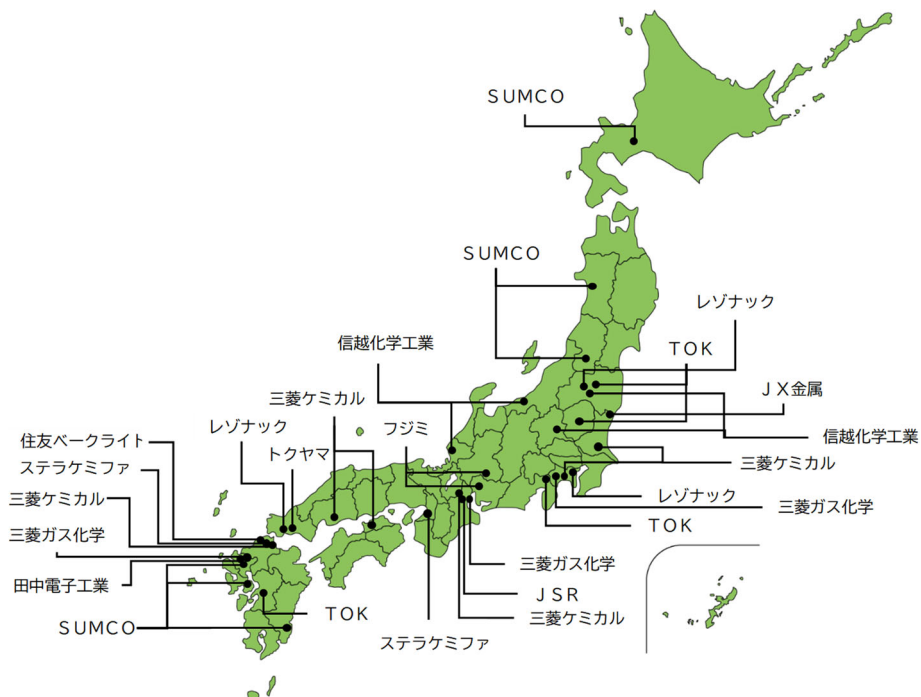 ＳＵＭＣＯ
ＳＵＭＣＯ
レゾナック
信越化学工業
ＴＯＫ
ＪＸ金属
三菱ケミカル
レゾナック
フジミ
住友ベークライト
トクヤマ
信越化学工業
ステラケミファ
三菱ケミカル
三菱ケミカル
レゾナック
三菱ガス化学
三菱ガス化学
ＴＯＫ
三菱ガス化学
田中電子工業
ＪＳＲ
ＴＯＫ
三菱ケミカル
ＳＵＭＣＯ
ステラケミファ